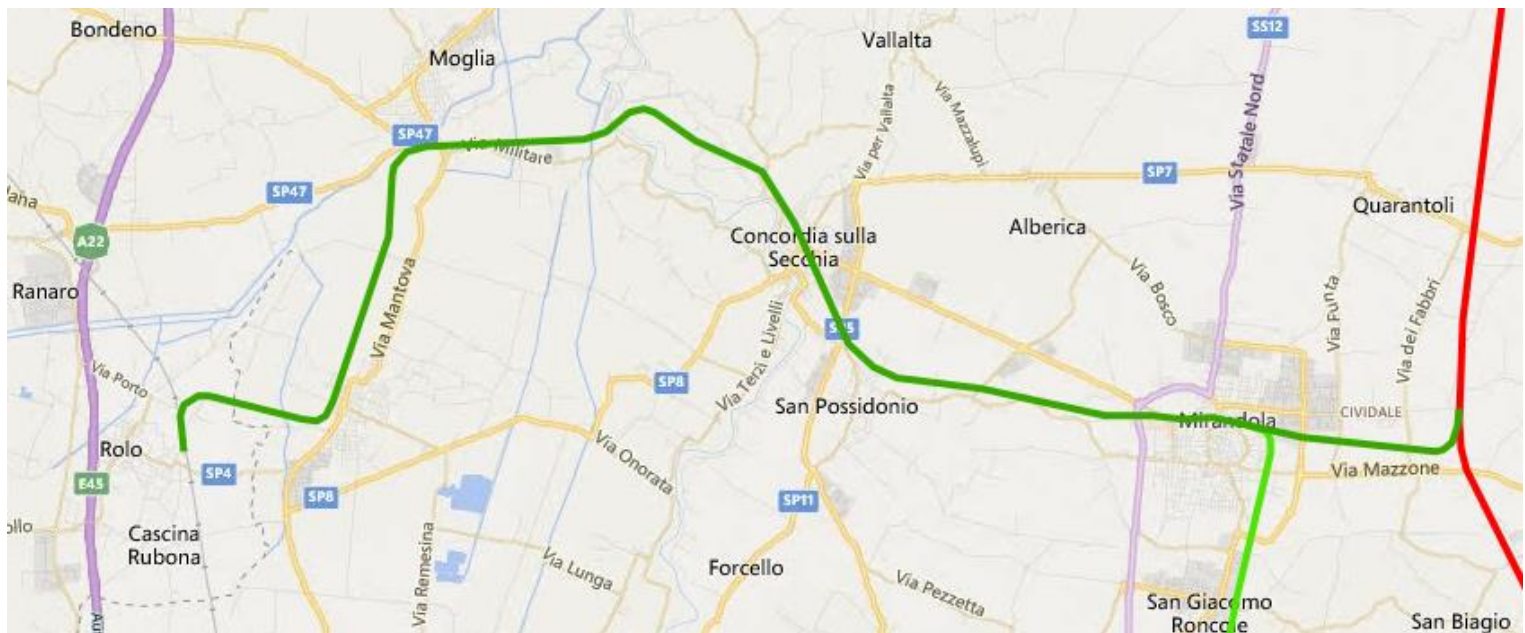 Bondeno
SS12
Vallalta
Moglia
Via Statale Nord
Via Mazzalupi
Via per Vallalta
SP47
Via Militare
SP7
SP47
Quarantoli
Alberica
A22
Concordia sulla
Secchia
Ranaro
Via Bosco
Via Punta
Via dei Fabbri
Via Mantova
Via Terzi e Livelli
Via Porto
SP8
San Possidonio
CIVIDALE
Mirandola
Rolo
SP4
Via Onorata
Via Mazzone
E45
SP8
SP11
Cascina
Rubona
Via Remesina
Via Lunga
Forcello
Via Pezzetta
San Giacomo
Roncole
San Biagio